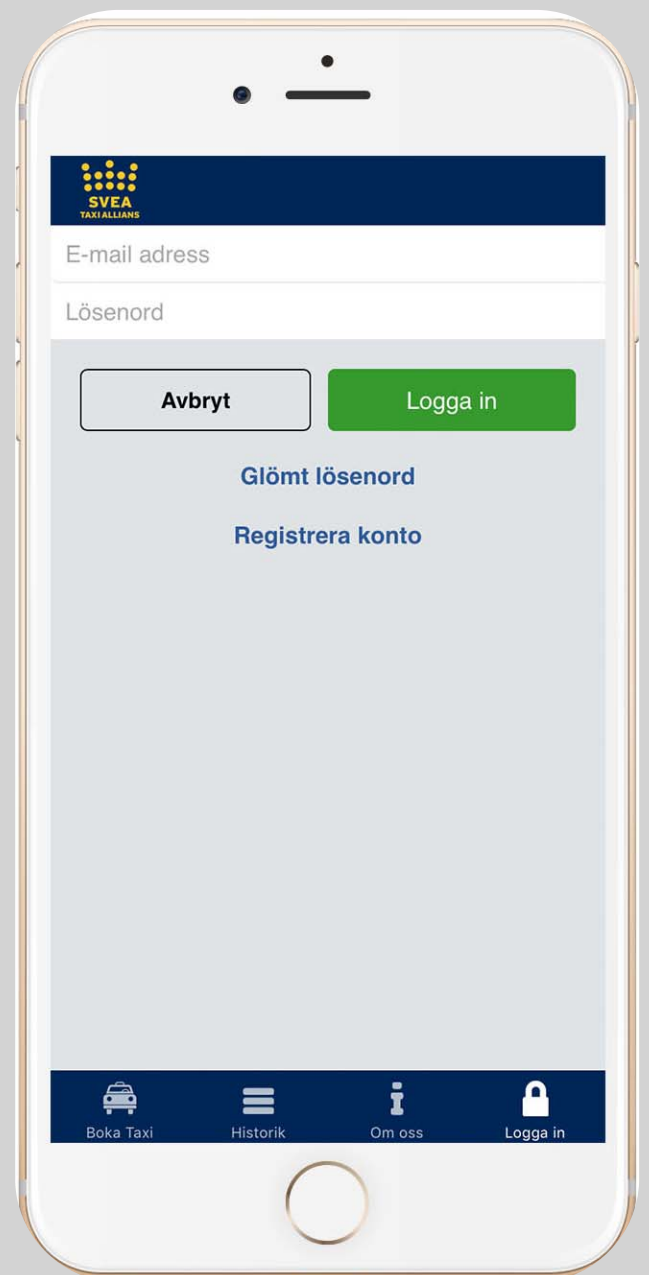 SVEA
TAXI ALLIANS
E-mail adress
Lösenord
Avbryt
Logga in
Glömt lösenord
Registrera konto
Boka Taxi
Historik
Om oss
Logga in